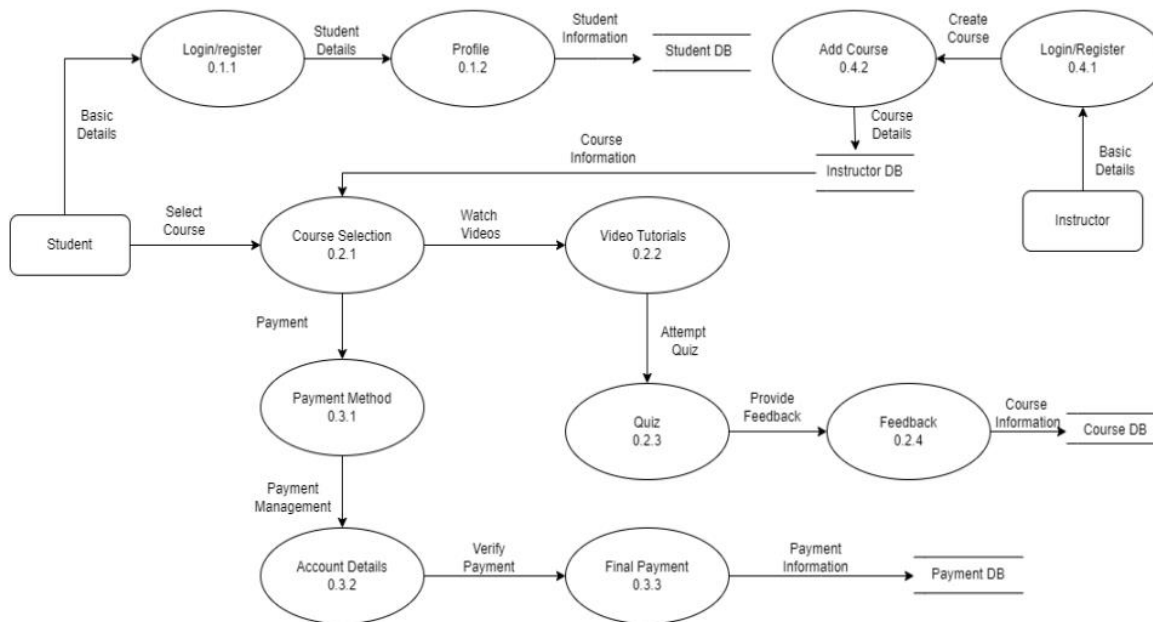 Login/register
0.1.1
Student
Details
Profile
0.1.2
Student
Information
Student DB
Add Course
0.4.2
Create
Course
Login/Register
0.4.1
Basic
Details
Course
Details
Basic
Details
Course
Information
Instructor DB
Student
Select
Course
Course Selection
0.2.1
Watch
Videos
Video Tutorials
0.2.2
Instructor
Payment
Attempt
Quiz
Payment Method
0.3.1
Quiz
0.2.3
Provide
Feedback
Feedback
0.2.4
Course
Information
Course DB
Payment
Management
Account Details
0.3.2
Verify
Payment
Final Payment
0.3.3
Payment
Information
Payment DB